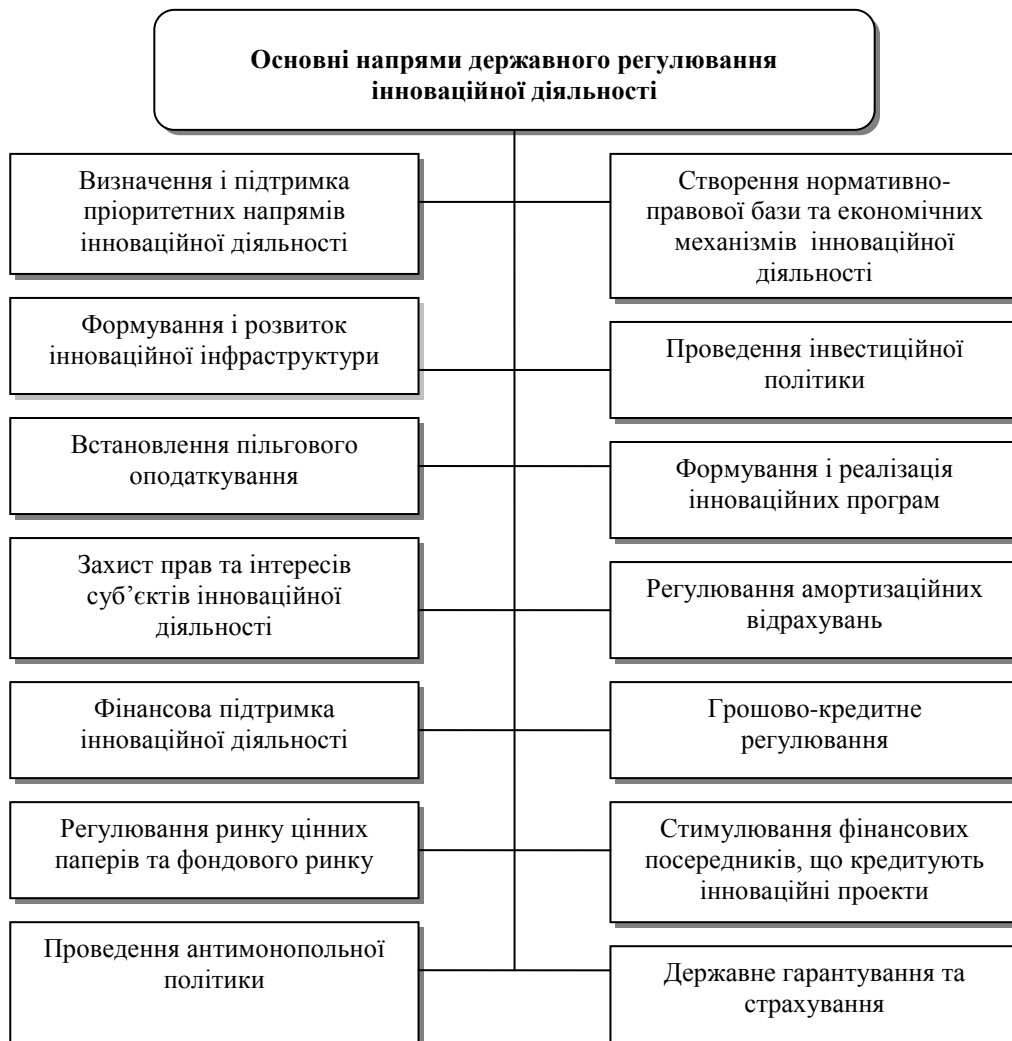 Основні напрями державного регулювання
інноваційної діяльності
Визначення і підтримка
пріоритетних напрямів
інноваційної діяльності
Створення нормативно-
правової бази та економічних
механізмів інноваційної
діяльності
Формування і розвиток
інноваційної інфраструктури
Проведення інвестиційної
політики
Встановлення пільгового
оподаткування
Формування і реалізація
інноваційних програм
Захист прав та інтересів
суб’єктів інноваційної
діяльності
Регулювання амортизаційних
відрахувань
Фінансова підтримка
інноваційної діяльності
Грошово-кредитне
регулювання
Регулювання ринку цінних
паперів та фондового ринку
Стимулювання фінансових
посередників, що кредитують
інноваційні проекти
Проведення антимонопольної
політики
Державне гарантування та
страхування